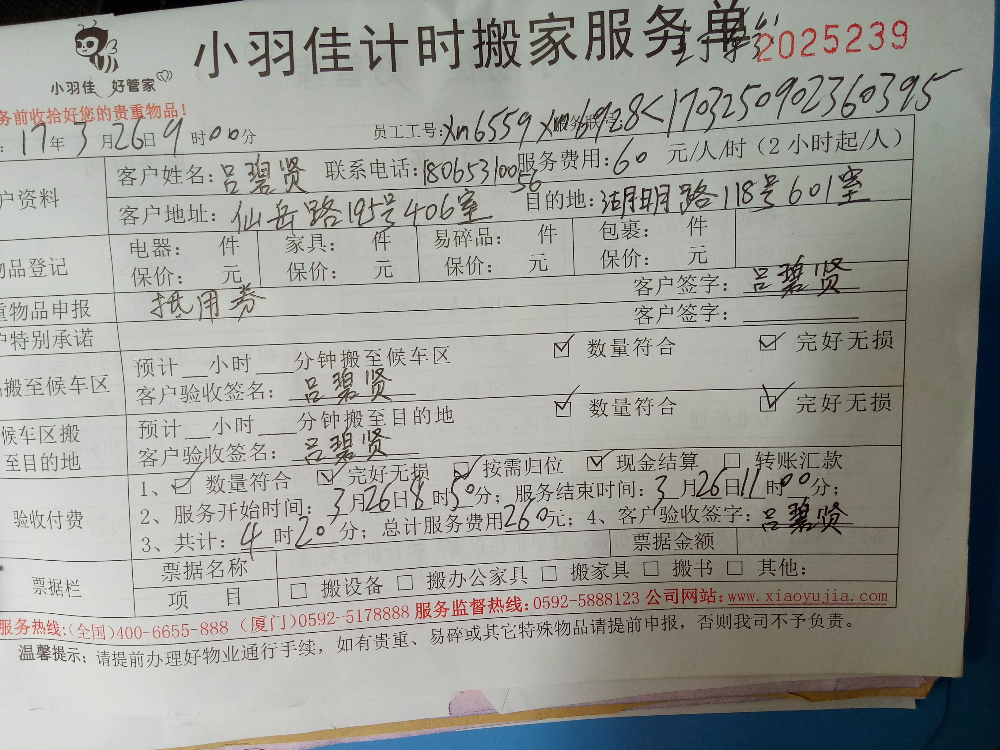 小羽佳计时搬家服务单
2025239
小羽佳 好管家
务前收拾好您的贵重物品!
: 17年3月26日9时00分 员工工号: xm6559 xm6928<1703250902360395
户资料 客户姓名: 吕碧贤 联系电话: 18065310056 服务费用: 60 元/人/时(2小时起/人)
客户地址: 仙岳路195号406室 目的地: 湖明路118号601室
物品登记 电器: 件 家具: 件 易碎品: 件 包裹: 件
保价: 元 保价: 元 保价: 元 保价: 元
重物品申报 抵用券 客户签字: 吕碧贤
户特别承诺 客户签字:
搬至候车区 预计__小时___分钟搬至候车区 ☑ 数量符合 ☑ 完好无损
客户验收签名: 吕碧贤
候车区搬至目的地 预计__小时___分钟搬至目的地 ☑ 数量符合 ☑ 完好无损
客户验收签名: 吕碧贤
验收付费 1、☑ 数量符合 ☑ 完好无损 ☑ 按需归位 ☑ 现金结算 □ 转账汇款
2、服务开始时间: 3月26日8时50分; 服务结束时间: 3月26日11时00分;
3、共计: 4时20分; 总计服务费用260元; 4、客户验收签字: 吕碧贤
票据栏 票据名称 票据金额
项 目 □ 搬设备 □ 搬办公家具 □ 搬家具 □ 搬书 □ 其他:
服务热线:(全国)400-6655-888 (厦门)0592-5178888 服务监督热线: 0592-5888123 公司网站: www.xiaoyujia.com
温馨提示: 请提前办理好物业通行手续, 如有贵重、易碎或其它特殊物品请提前申报, 否则我司不予负责。